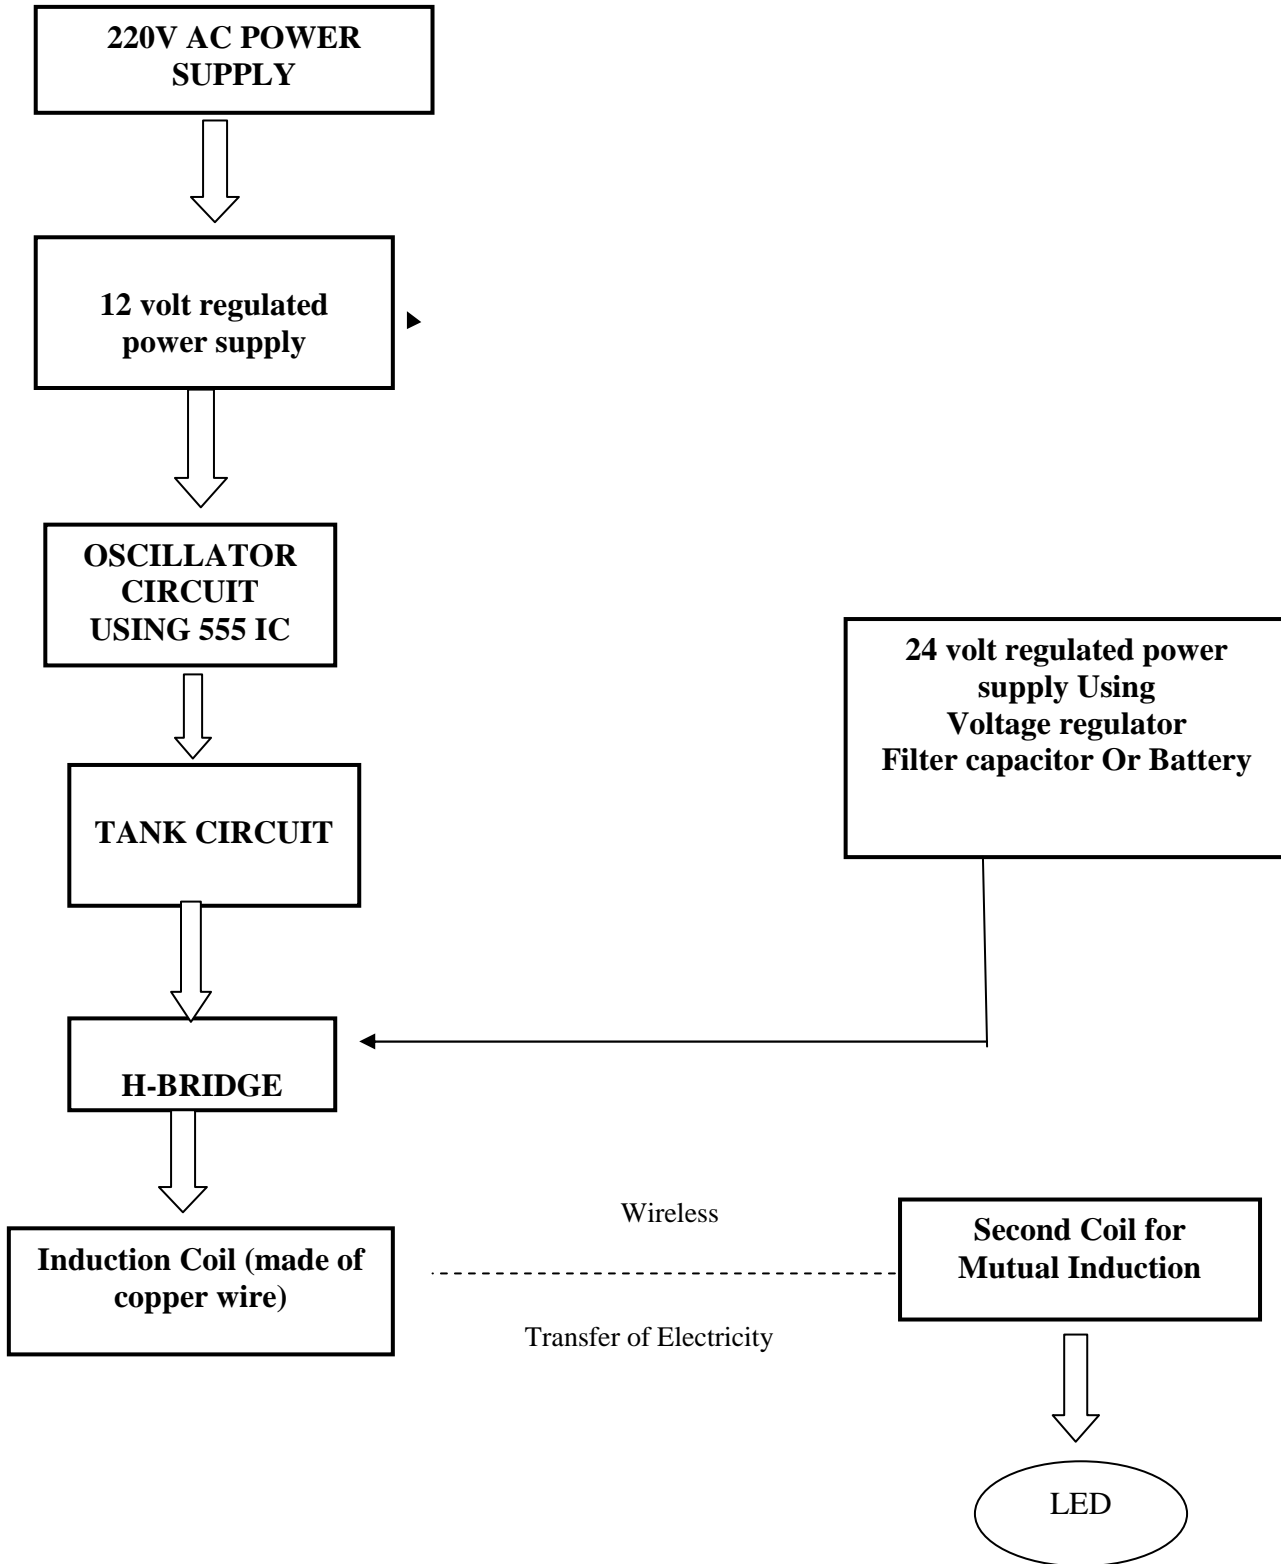 220V AC POWER
SUPPLY
12 volt regulated
power supply
OSCILLATOR
CIRCUIT
USING 555 IC
24 volt regulated power
supply Using
Voltage regulator
Filter capacitor Or Battery
TANK CIRCUIT
H-BRIDGE
Wireless
Second Coil for
Mutual Induction
Induction Coil (made of
copper wire)
Transfer of Electricity
LED